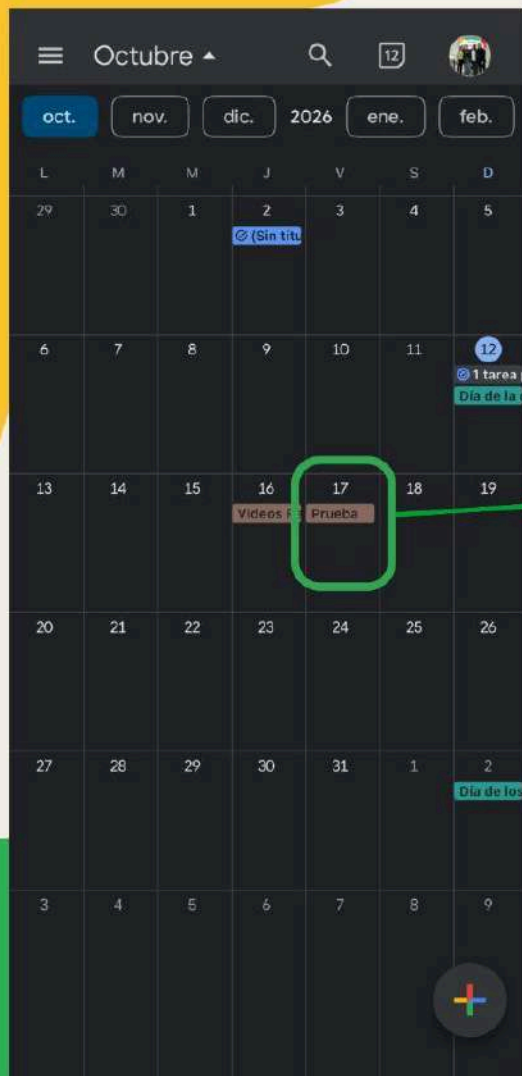 Octubre
12
oct. nov. dic. 2026 ene. feb.
L M M J V S D
29 30 1 2 3 4 5
(Sin títu
6 7 8 9 10 11 12
1 tarea
Día de la
13 14 15 16 17 18 19
Videos Prueba
20 21 22 23 24 25 26
27 28 29 30 31 1 2
Día de los
3 4 5 6 7 8 9